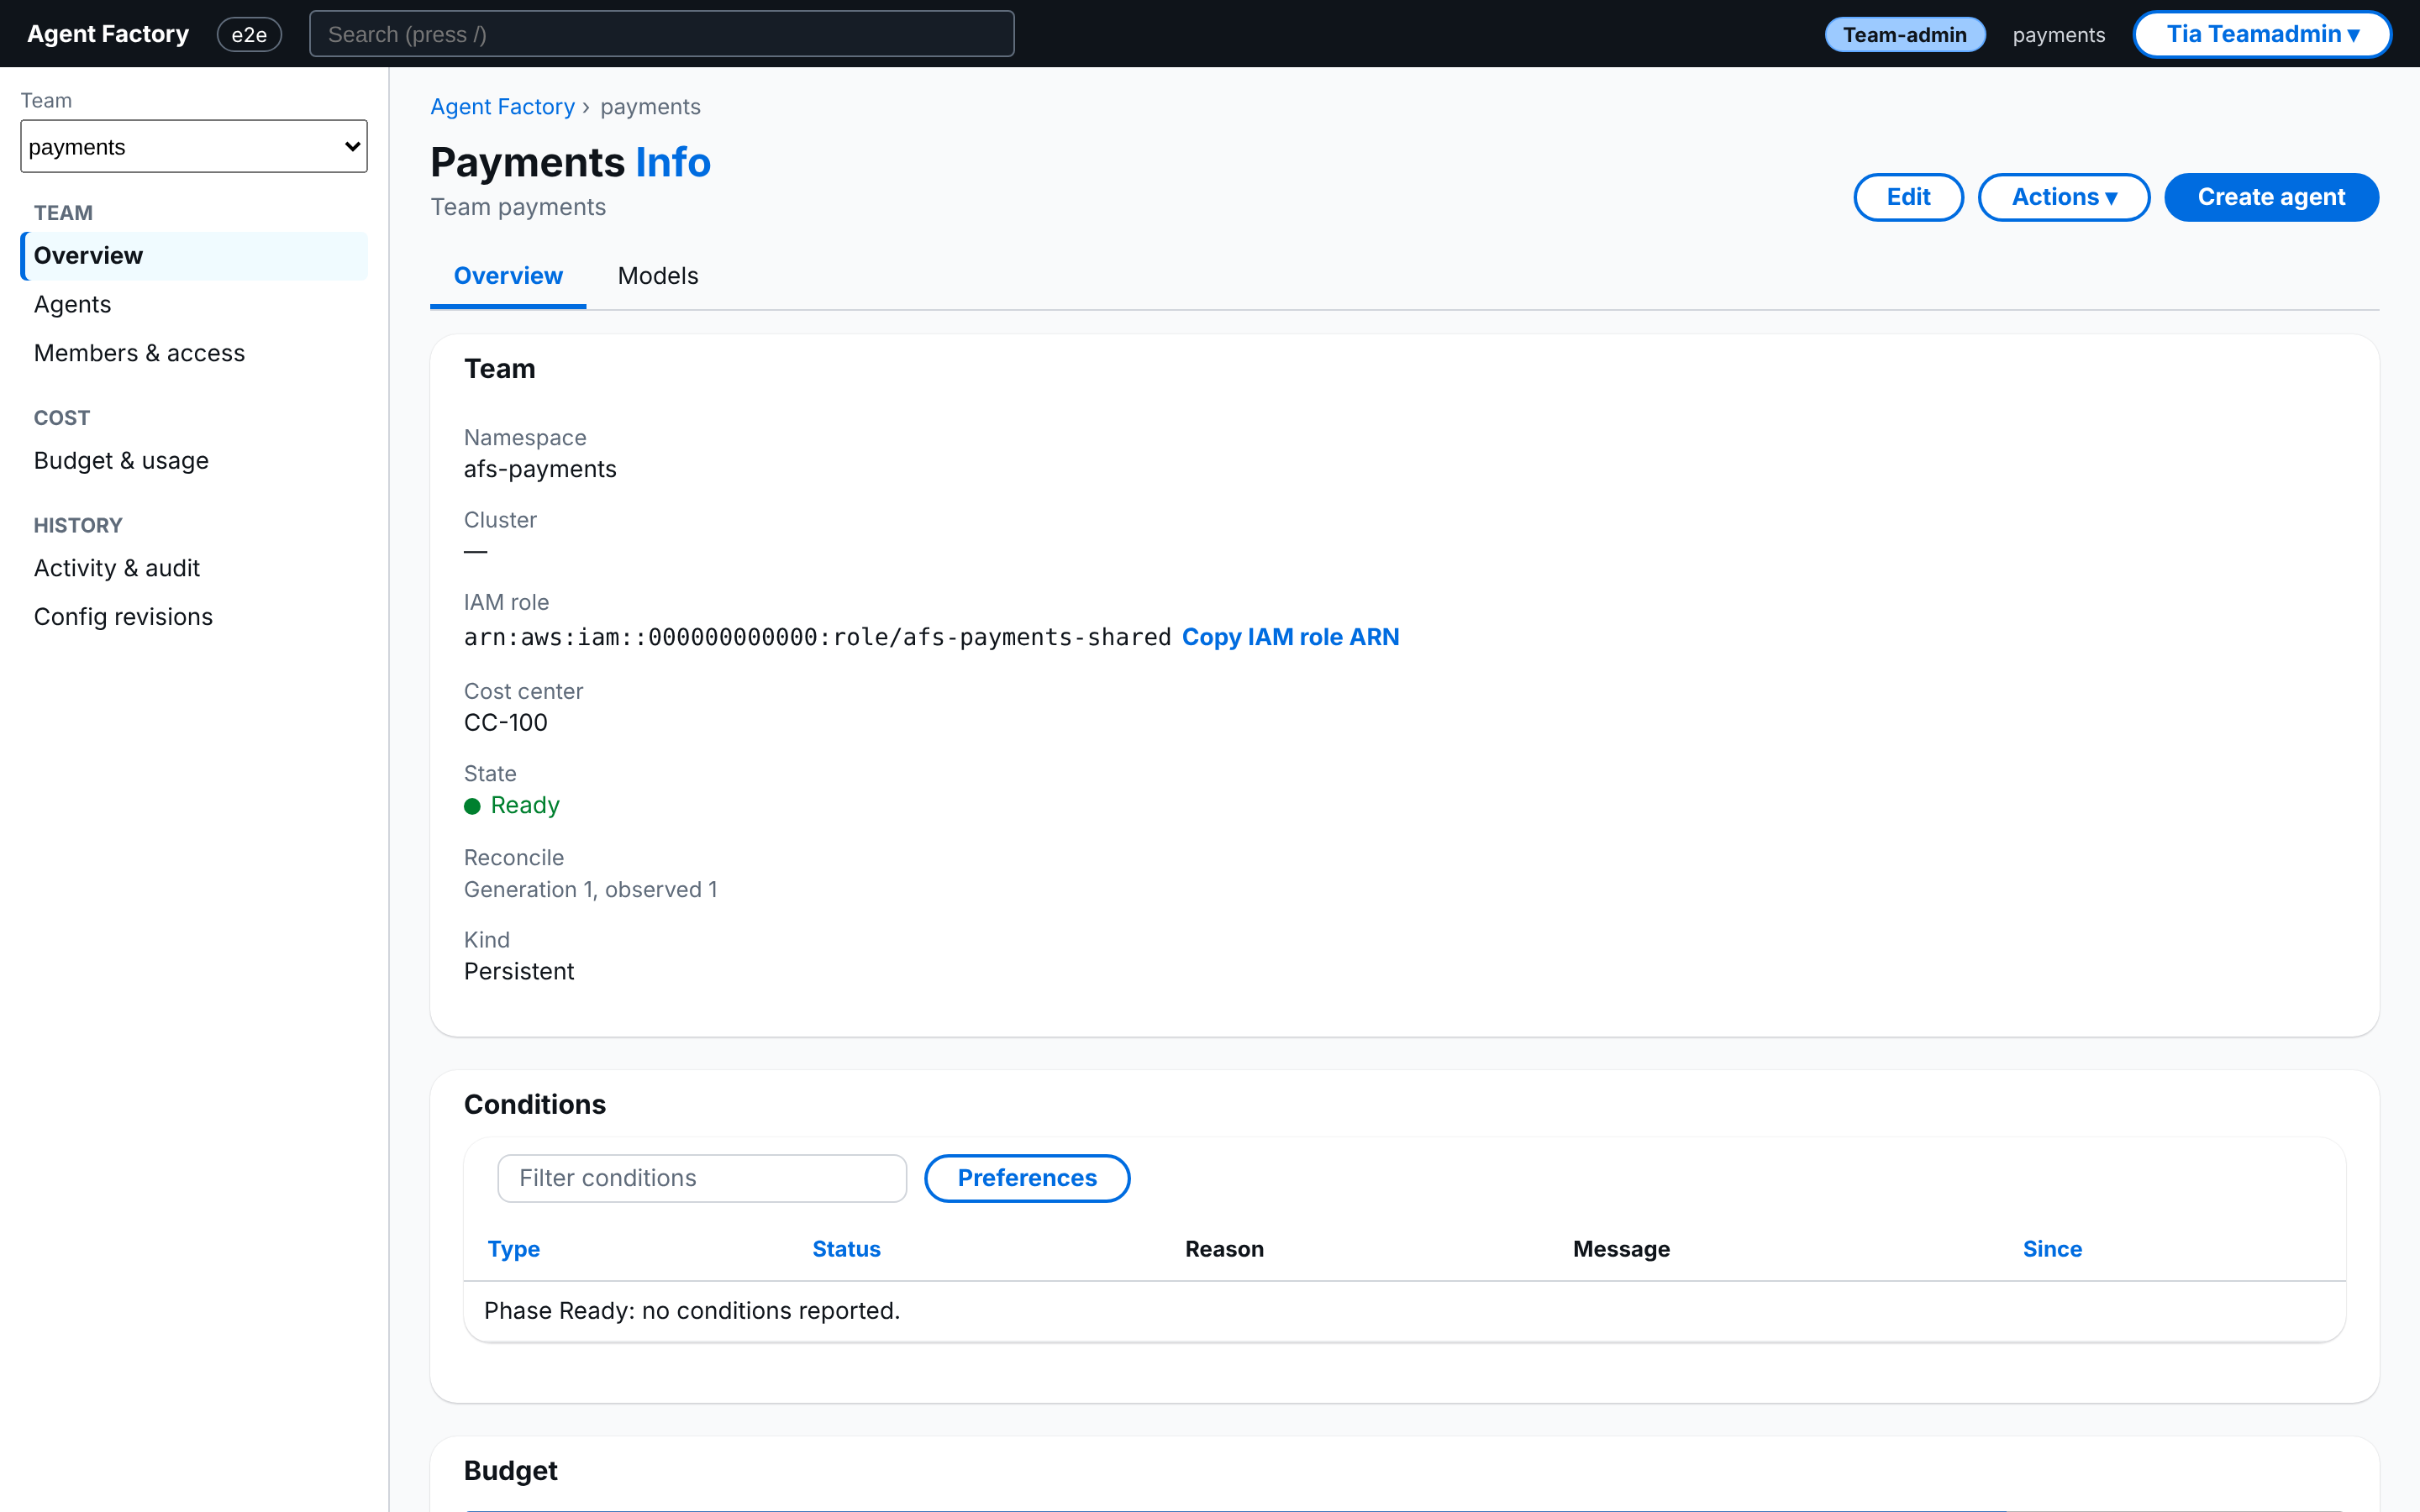 Agent Factory
e2e
Search (press /)
Team-admin
payments
Tia Teamadmin ▾
Team
payments
TEAM
Overview
Agents
Members & access
COST
Budget & usage
HISTORY
Activity & audit
Config revisions
Agent Factory › payments
Payments Info
Team payments
Edit
Actions ▾
Create agent
Overview
Models
Team
Namespace
afs-payments
Cluster
—
IAM role
arn:aws:iam::000000000000:role/afs-payments-shared Copy IAM role ARN
Cost center
CC-100
State
Ready
Reconcile
Generation 1, observed 1
Kind
Persistent
Conditions
Filter conditions
Preferences
Type Status Reason Message Since
Phase Ready: no conditions reported.
Budget